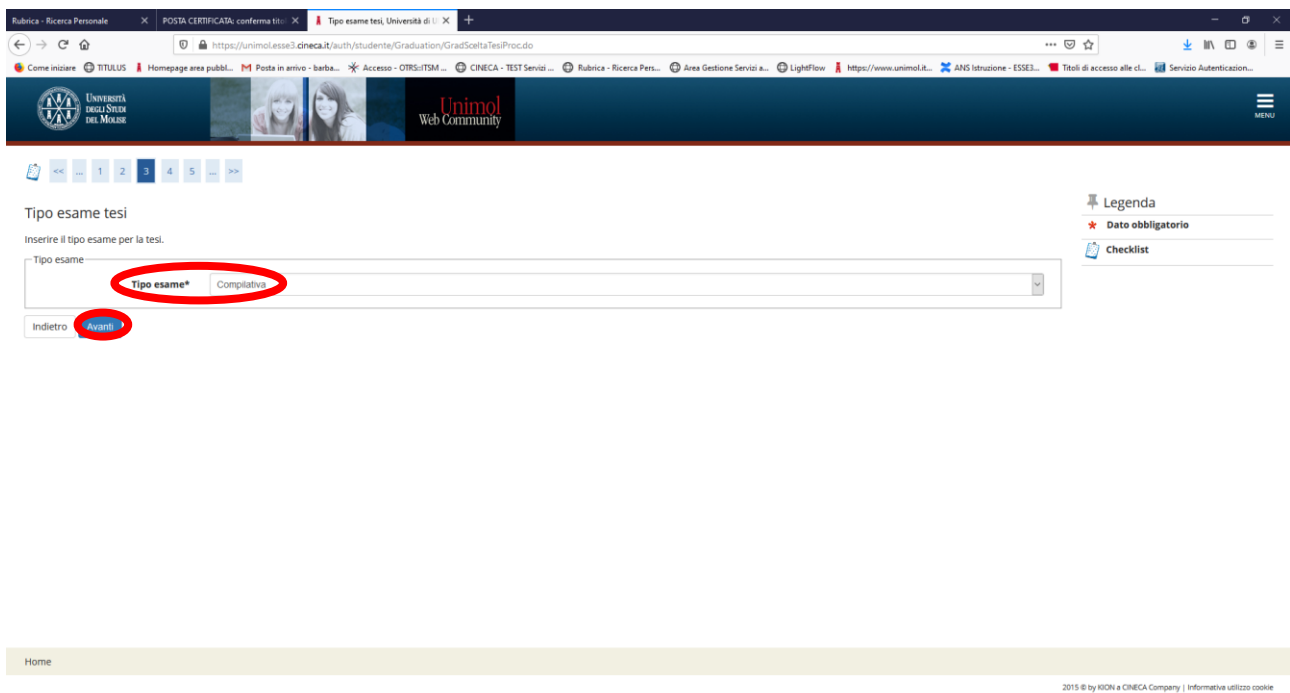 Rubrica - Ricerca Personale
POSTA CERTIFICATA: conferma titol
Tipo esame tesi, Università di U
https://unimol.esse3.cineca.it/auth/studente/Graduation/GradSceltaTesiProc.do
Come iniziare
TITULUS
Homepage area pubbl...
Posta in arrivo - barba...
Accesso - OTRS::ITSM ...
CINECA - TEST Servizi ...
Rubrica - Ricerca Pers...
Area Gestione Servizi a...
LightFlow
https://www.unimol.it...
ANS Istruzione - ESSE3...
Titoli di accesso alle cl...
Servizio Autenticazion...
Università
degli Studi
del Molise
Unimol
Web Community
MENU
<< ... 1 2 3 4 5 ... >>
Tipo esame tesi
Inserire il tipo esame per la tesi.
Tipo esame
Tipo esame* Compilativa
Indietro Avanti
Legenda
* Dato obbligatorio
Checklist
Home
2015 © by KION a CINECA Company | Informativa utilizzo cookie